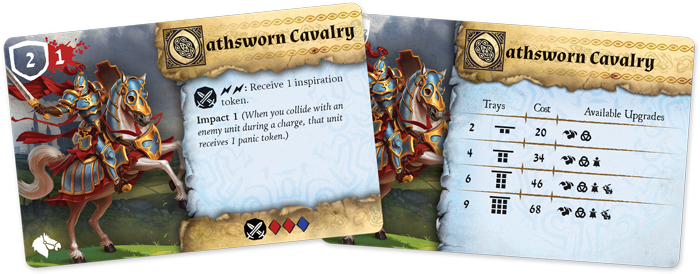 Oathsworn Cavalry
2 1
: Receive 1 inspiration
token.
Impact 1 (When you collide with an
enemy unit during a charge, that unit
receives 1 panic token.)
Oathsworn Cavalry
Trays Cost Available Upgrades
2 20
4 34
6 46
9 68